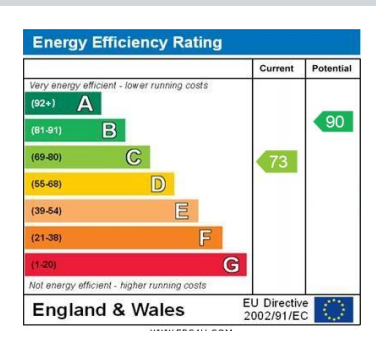 Energy Efficiency Rating
Current Potential
Very energy efficient - lower running costs
(92+) A
(81-91) B
90
(69-80) C
73
(55-68) D
(39-54) E
(21-38) F
(1-20) G
Not energy efficient - higher running costs
England & Wales
EU Directive
2002/91/EC